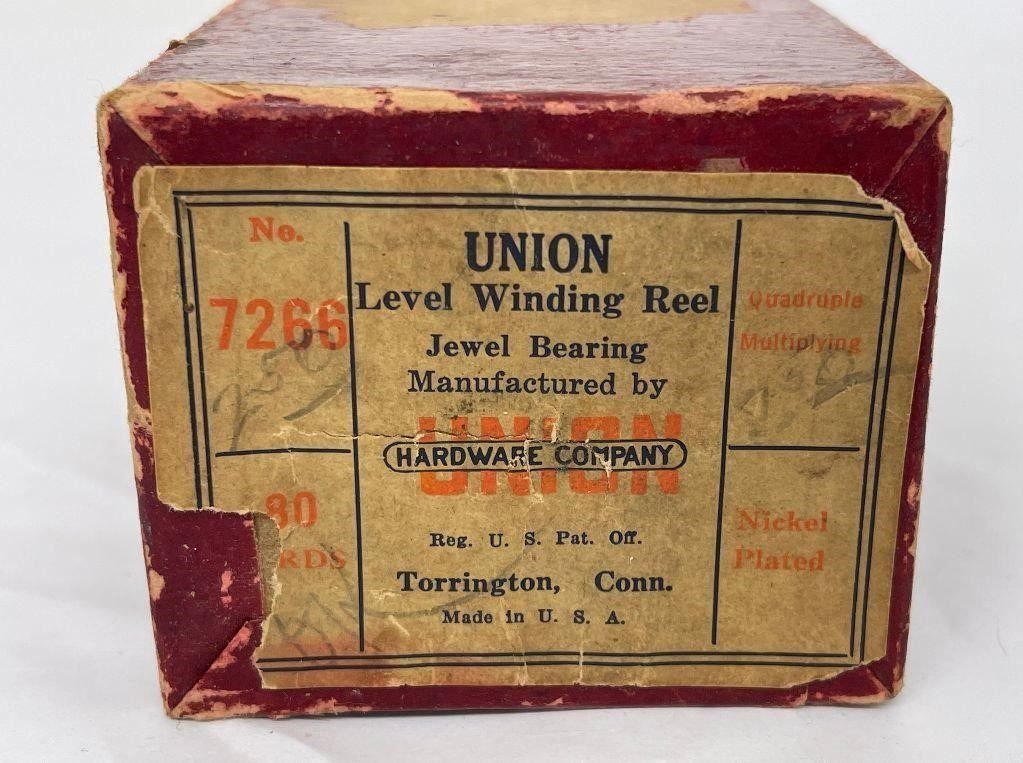 No.
7266
80
RDS
UNION
Level Winding Reel
Jewel Bearing
Manufactured by
UNION
HARDWARE COMPANY
Reg. U. S. Pat. Off.
Torrington, Conn.
Made in U. S. A.
Quadruple
Multiplying
Nickel
Plated